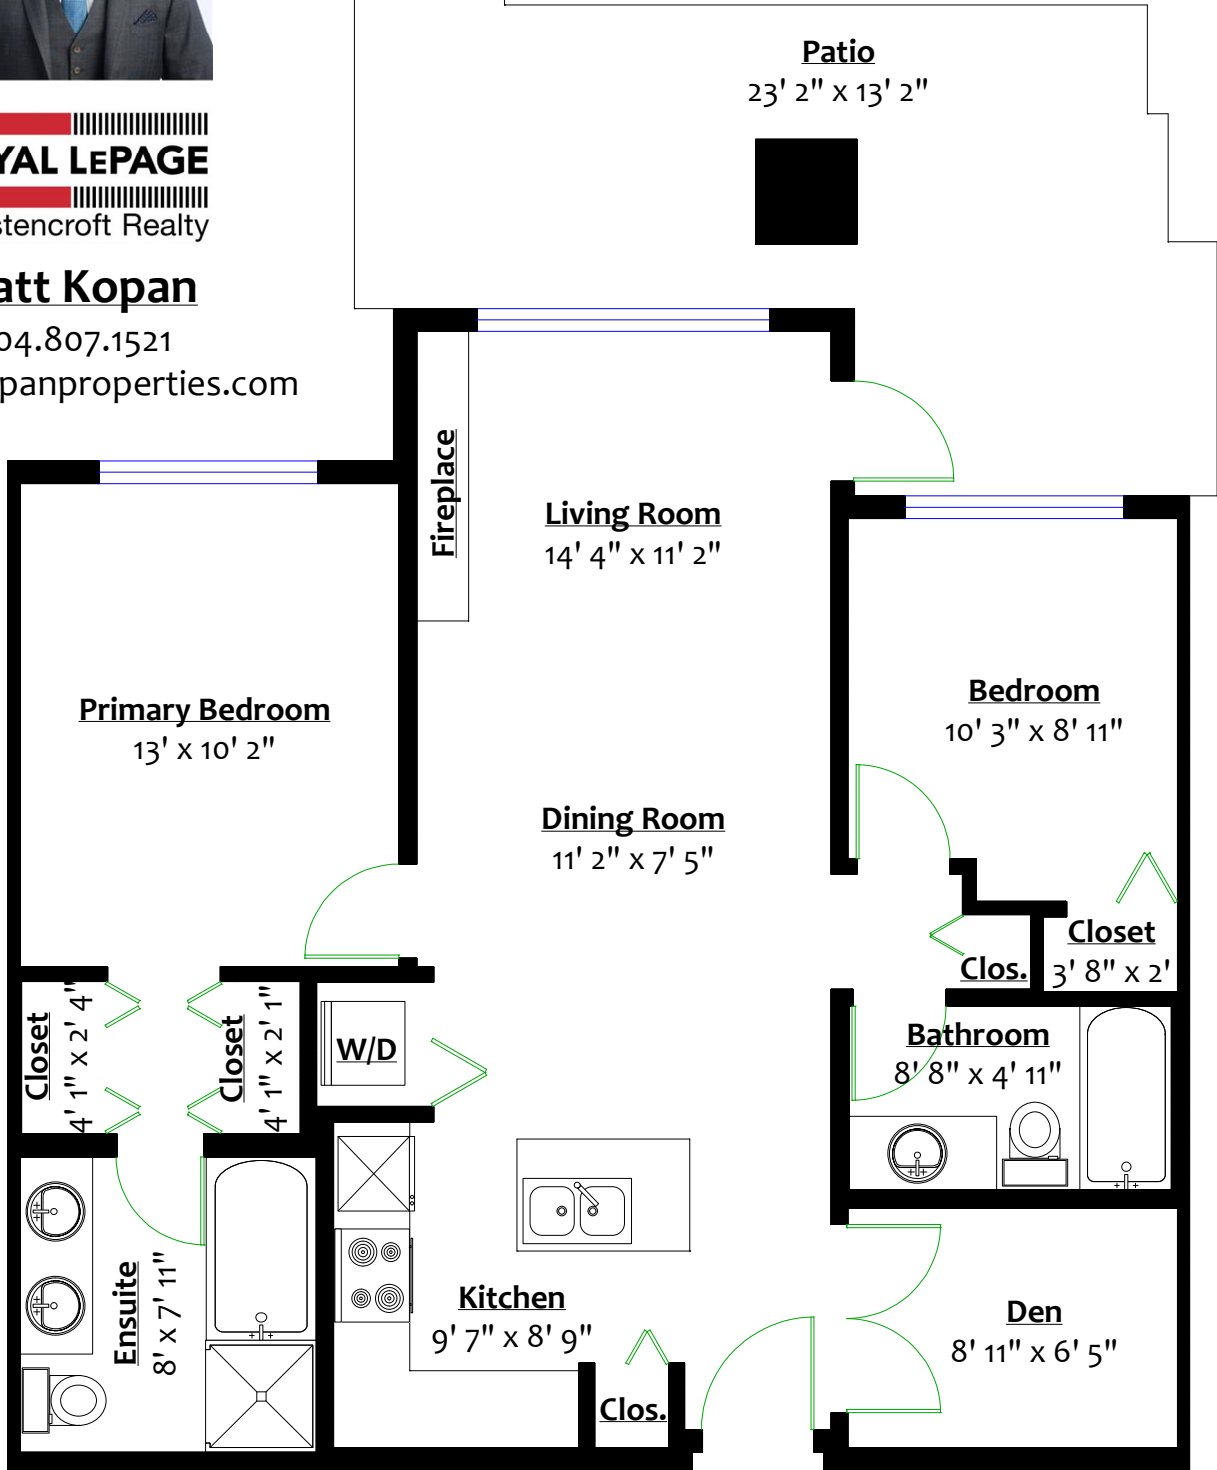 Patio
23' 2" x 13' 2"
YAL LEPAGE
stencroft Realty
att Kopan
04.807.1521
panproperties.com
Fireplace
Living Room
14' 4" x 11' 2"
Primary Bedroom
13' x 10' 2"
Bedroom
10' 3" x 8' 11"
Dining Room
11' 2" x 7' 5"
Closet
3' 8" x 2'
Clos.
Closet
4' 1" x 2' 4"
Closet
4' 1" x 2' 1"
W/D
Bathroom
8' 8" x 4' 11"
Ensuite
8' x 7' 11"
Kitchen
9' 7" x 8' 9"
Den
8' 11" x 6' 5"
Clos.